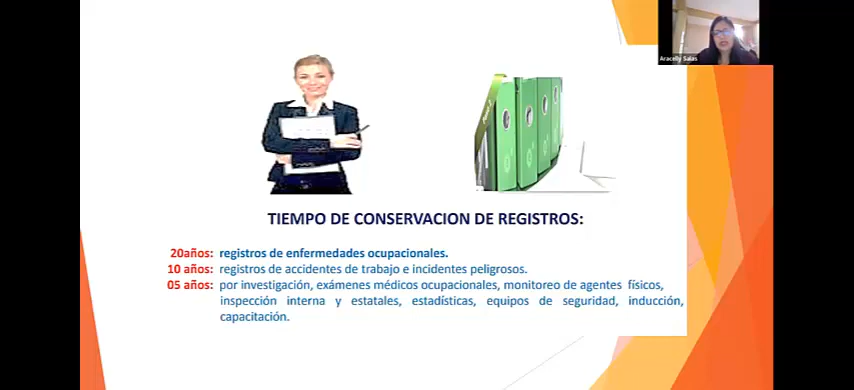 Aracelly Salas
TIEMPO DE CONSERVACION DE REGISTROS:
20años: registros de enfermedades ocupacionales.
10 años: registros de accidentes de trabajo e incidentes peligrosos.
05 años: por investigación, exámenes médicos ocupacionales, monitoreo de agentes físicos,
inspección interna y estatales, estadísticas, equipos de seguridad, inducción,
capacitación.